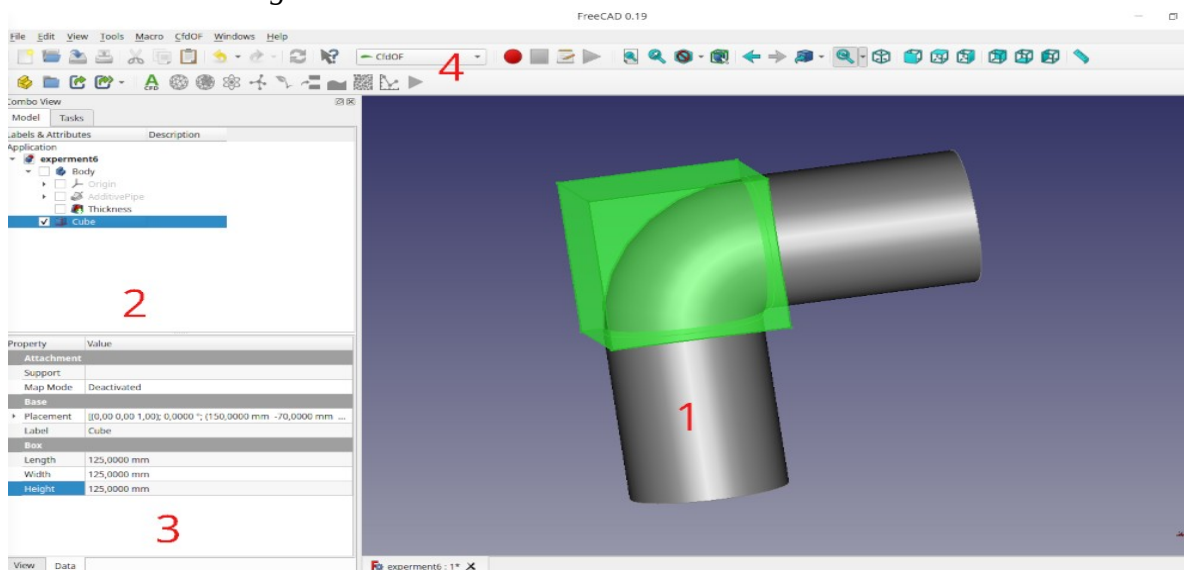 FreeCAD 0.19
File Edit View Tools Macro CfdOF Windows Help
CfdOF
4
Combo View
Model Tasks
Labels & Attributes Description
Application
experment6
Body
Origin
AdditivePipe
Thickness
Cube
2
1
Property Value
Attachment
Support
Map Mode Deactivated
Base
Placement [(0,00 0,00 1,00); 0,0000 °; (150,0000 mm -70,0000 mm ...
Label Cube
Box
Length 125,0000 mm
Width 125,0000 mm
Height 125,0000 mm
3
View Data
experment6 : 1*